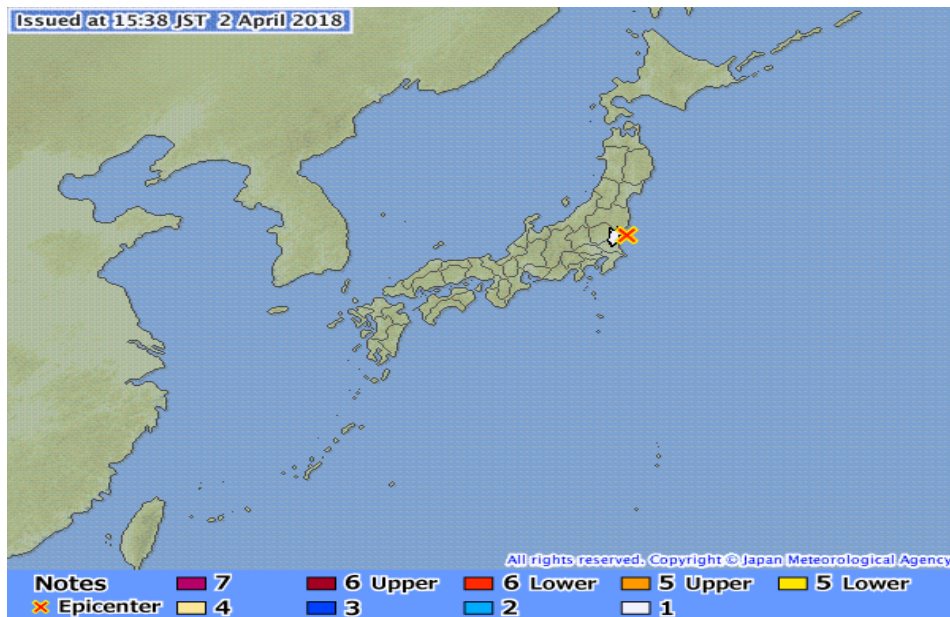 Issued at 15:38 JST 2 April 2018
All rights reserved. Copyright © Japan Meteorological Agency
Notes 7 6 Upper 6 Lower 5 Upper 5 Lower
Epicenter 4 3 2 1